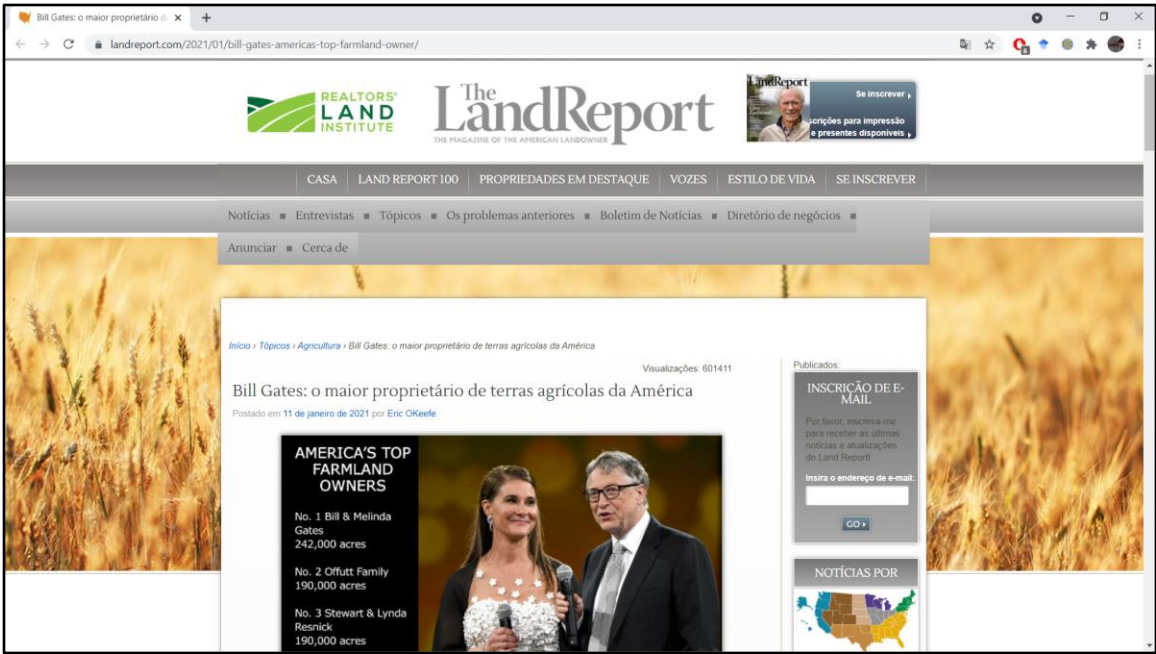 Bill Gates: o maior proprietário d
landreport.com/2021/01/bill-gates-americas-top-farmland-owner/
6
REALTORS'
LAND
INSTITUTE
The
LandReport
THE MAGAZINE OF THE AMERICAN LANDOWNER
LandReport
Se inscrever
scrições para impressão
e presentes disponíveis
CASA
LAND REPORT 100
PROPRIEDADES EM DESTAQUE
VOZES
ESTILO DE VIDA
SE INSCREVER
Notícias
Entrevistas
Tópicos
Os problemas anteriores
Boletim de Notícias
Diretório de negócios
Anunciar
Cerca de
Início › Tópicos › Agricultura › Bill Gates: o maior proprietário de terras agrícolas da América
Visualizações: 601411
Bill Gates: o maior proprietário de terras agrícolas da América
Postado em 11 de janeiro de 2021 por Eric OKeefe
AMERICA'S TOP
FARMLAND
OWNERS
No. 1 Bill & Melinda
Gates
242,000 acres
No. 2 Offutt Family
190,000 acres
No. 3 Stewart & Lynda
Resnick
190,000 acres
Publicados:
INSCRIÇÃO DE E-
MAIL
Por favor, inscreva-me
para receber as últimas
notícias e atualizações
do Land Report!
Insira o endereço de e-mail:
GO
NOTÍCIAS POR